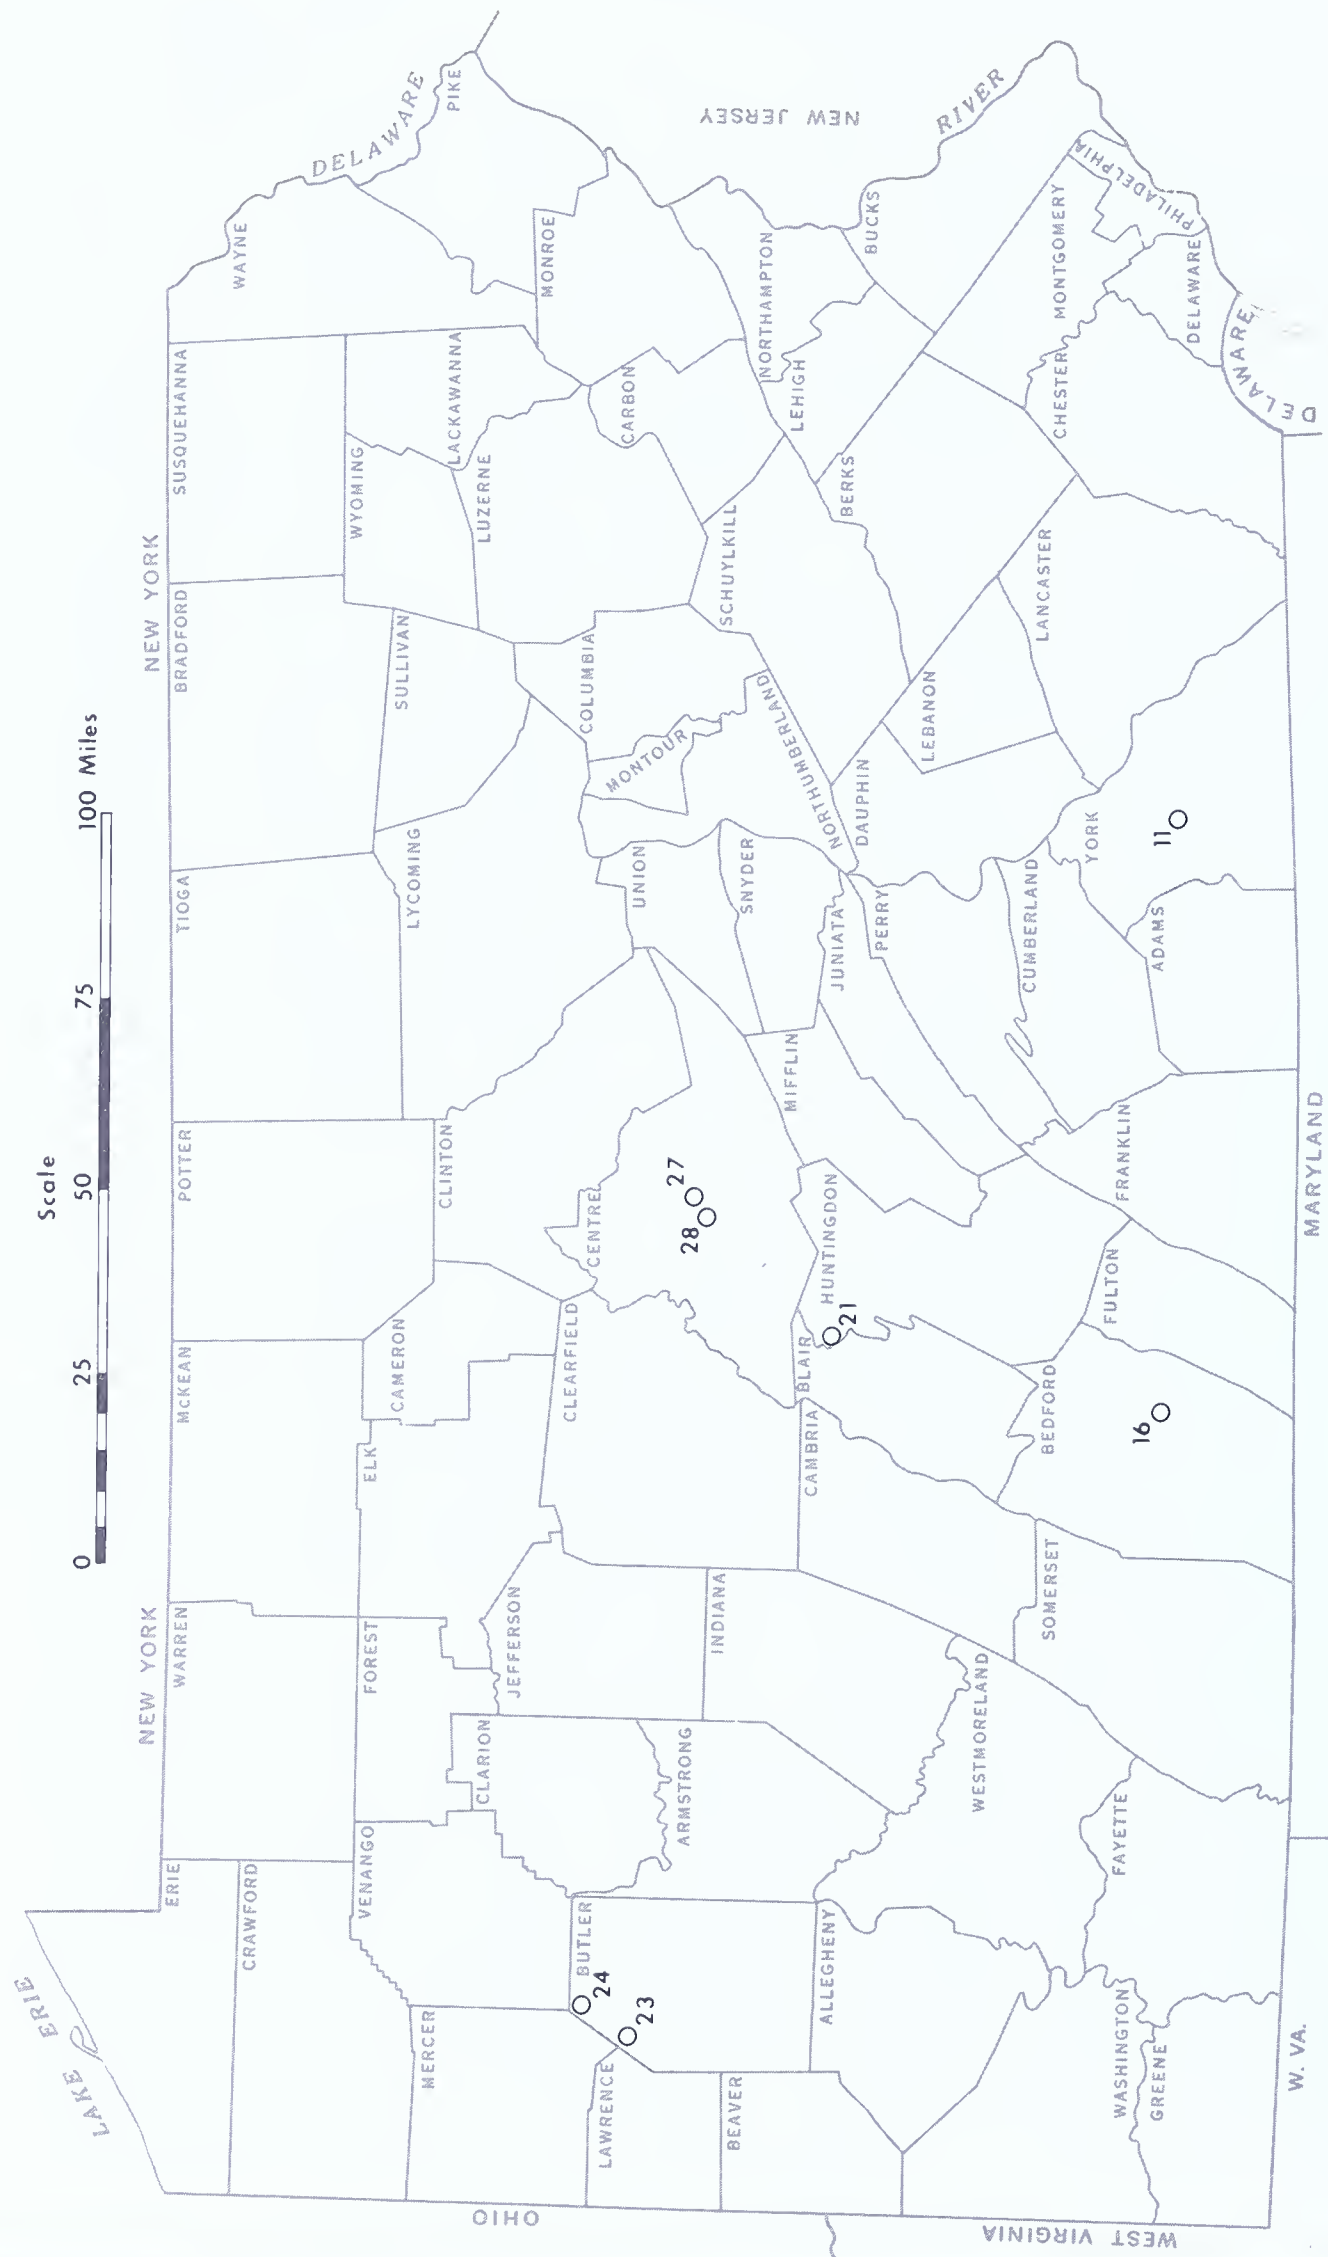 Scale
0 25 50 75 100 Miles
LAKE ERIE
NEW YORK
NEW YORK
ERIE
CRAWFORD
WARREN
McKEAN
POTTER
TIOGA
BRADFORD
SUSQUEHANNA
WAYNE
DELAWARE
PIKE
VENANGO
FOREST
ELK
CAMERON
CLINTON
LYCOMING
SULLIVAN
WYOMING
LACKAWANNA
LUZERNE
MONROE
MERCER
CLARION
JEFFERSON
CLEARFIELD
CENTRE
UNION
MONTOUR
COLUMBIA
CARBON
LAWRENCE
BUTLER
24
23
ARMSTRONG
INDIANA
28
27
SNYDER
NORTHUMBERLAND
SCHUYLKILL
NORTHAMPTON
LEHIGH
NEW JERSEY
BEAVER
ALLEGHENY
CAMBRIA
BLAIR
21
HUNTINGDON
MIFFLIN
JUNIATA
PERRY
DAUPHIN
LEBANON
BERKS
BUCKS
RIVER
WESTMORELAND
SOMERSET
BEDFORD
16
FULTON
FRANKLIN
CUMBERLAND
ADAMS
YORK
11
LANCASTER
CHESTER
MONTGOMERY
PHILADELPHIA
DELAWARE
DELAWARE
WASHINGTON
GREENE
FAYETTE
OHIO
WEST VIRGINIA
W. VA.
MARYLAND
DEL